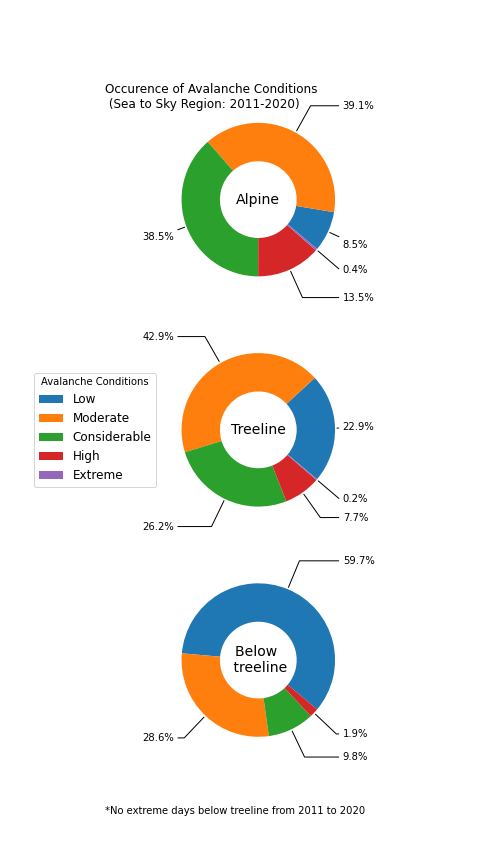 Occurence of Avalanche Conditions
(Sea to Sky Region: 2011-2020)
39.1%
Alpine
38.5%
8.5%
0.4%
13.5%
42.9%
Avalanche Conditions
Low
Moderate
Considerable
High
Extreme
Treeline
22.9%
0.2%
7.7%
26.2%
59.7%
Below
treeline
28.6%
1.9%
9.8%
*No extreme days below treeline from 2011 to 2020